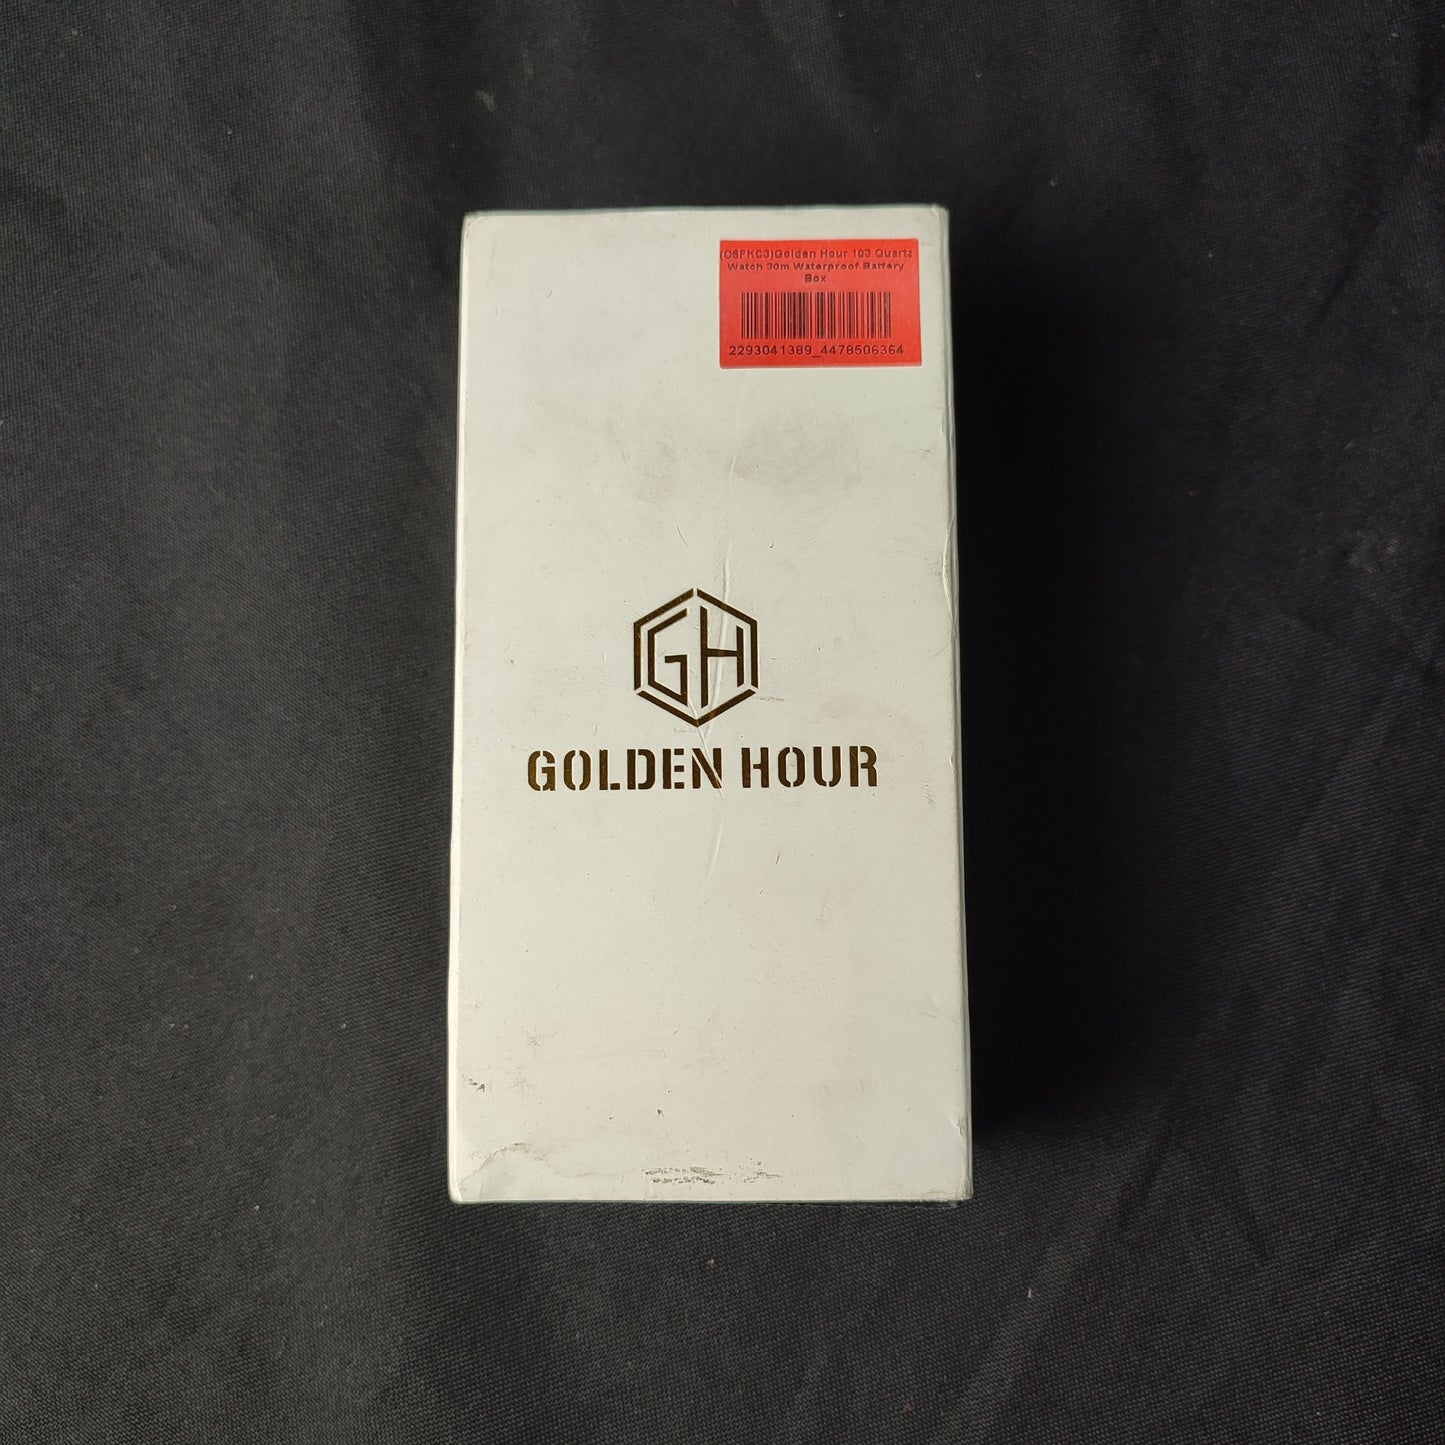 (O6FKC3)Golden Hour 103 Quartz
Watch 30m Waterproof Battery
Box
2293041389_4478506364
GH
GOLDEN HOUR